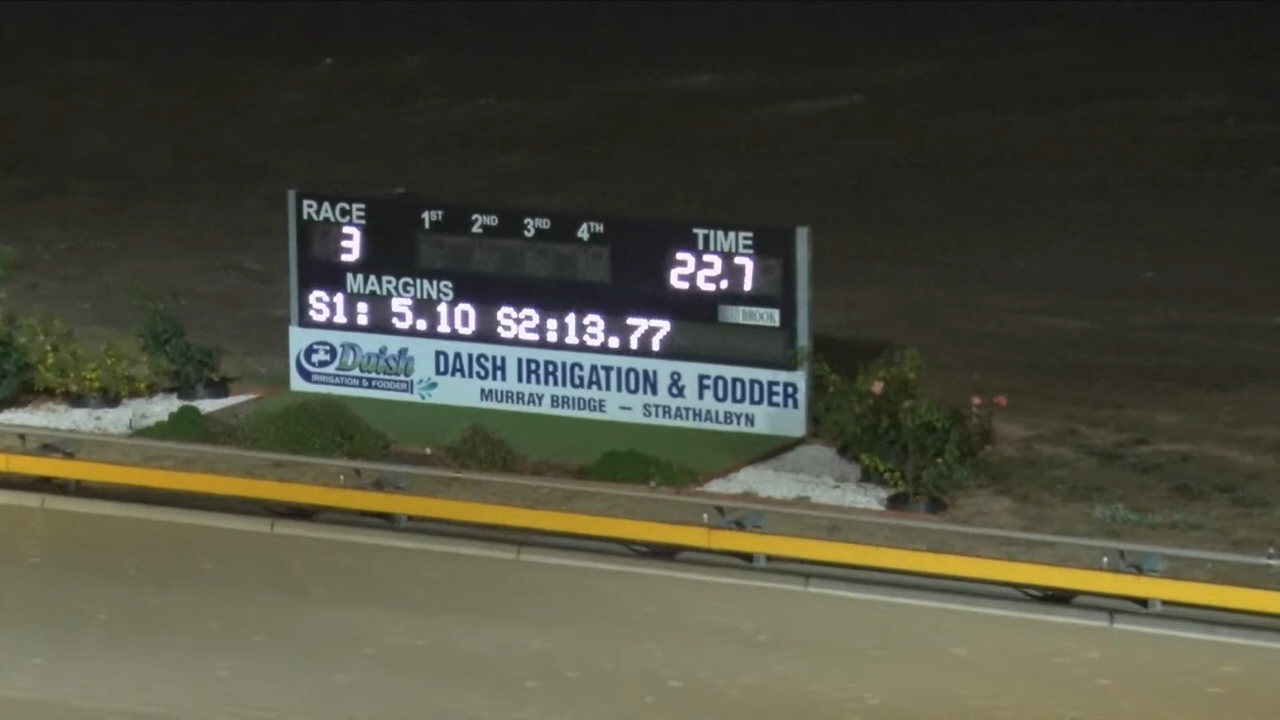 RACE 1ST 2ND 3RD 4TH TIME
3 22.7
MARGINS
S1: 5.10 S2:13.77
BROOK
Daish
IRRIGATION & FODDER
DAISH IRRIGATION & FODDER
MURRAY BRIDGE — STRATHALBYN